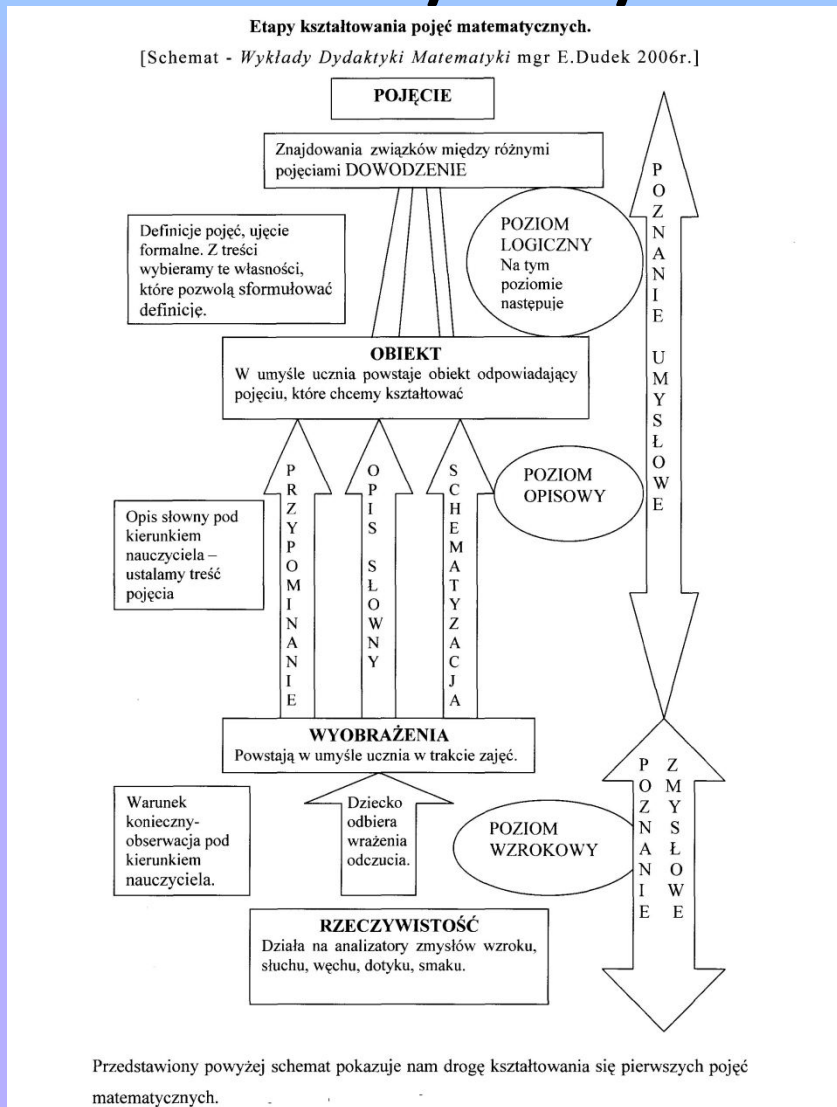 Etapy kształtowania pojęć matematycznych.
[Schemat - Wykłady Dydaktyki Matematyki mgr E.Dudek 2006r.]
POJĘCIE
Znajdowania związków między różnymi
pojęciami DOWODZENIE
Definicje pojęć, ujęcie
formalne. Z treści
wybieramy te własności,
które pozwolą sformułować
definicję.
POZIOM
LOGICZNY
Na tym
poziomie
następuje
POZNANIE UMYSŁOWE
OBIEKT
W umyśle ucznia powstaje obiekt odpowiadający
pojęciu, które chcemy kształtować
Opis słowny pod
kierunkiem
nauczyciela –
ustalamy treść
pojęcia
PRZYPOMINANIE
OPIS SŁOWNY
SCHEMATYZACJA
POZIOM
OPISOWY
WYOBRAŻENIA
Powstają w umyśle ucznia w trakcie zajęć.
Warunek
konieczny-
obserwacja pod
kierunkiem
nauczyciela.
Dziecko
odbiera
wrażenia
odczucia.
POZIOM
WZROKOWY
POZNANIE
ZMYSŁOWE
RZECZYWISTOŚĆ
Działa na analizatory zmysłów wzroku,
słuchu, węchu, dotyku, smaku.
Przedstawiony powyżej schemat pokazuje nam drogę kształtowania się pierwszych pojęć
matematycznych.